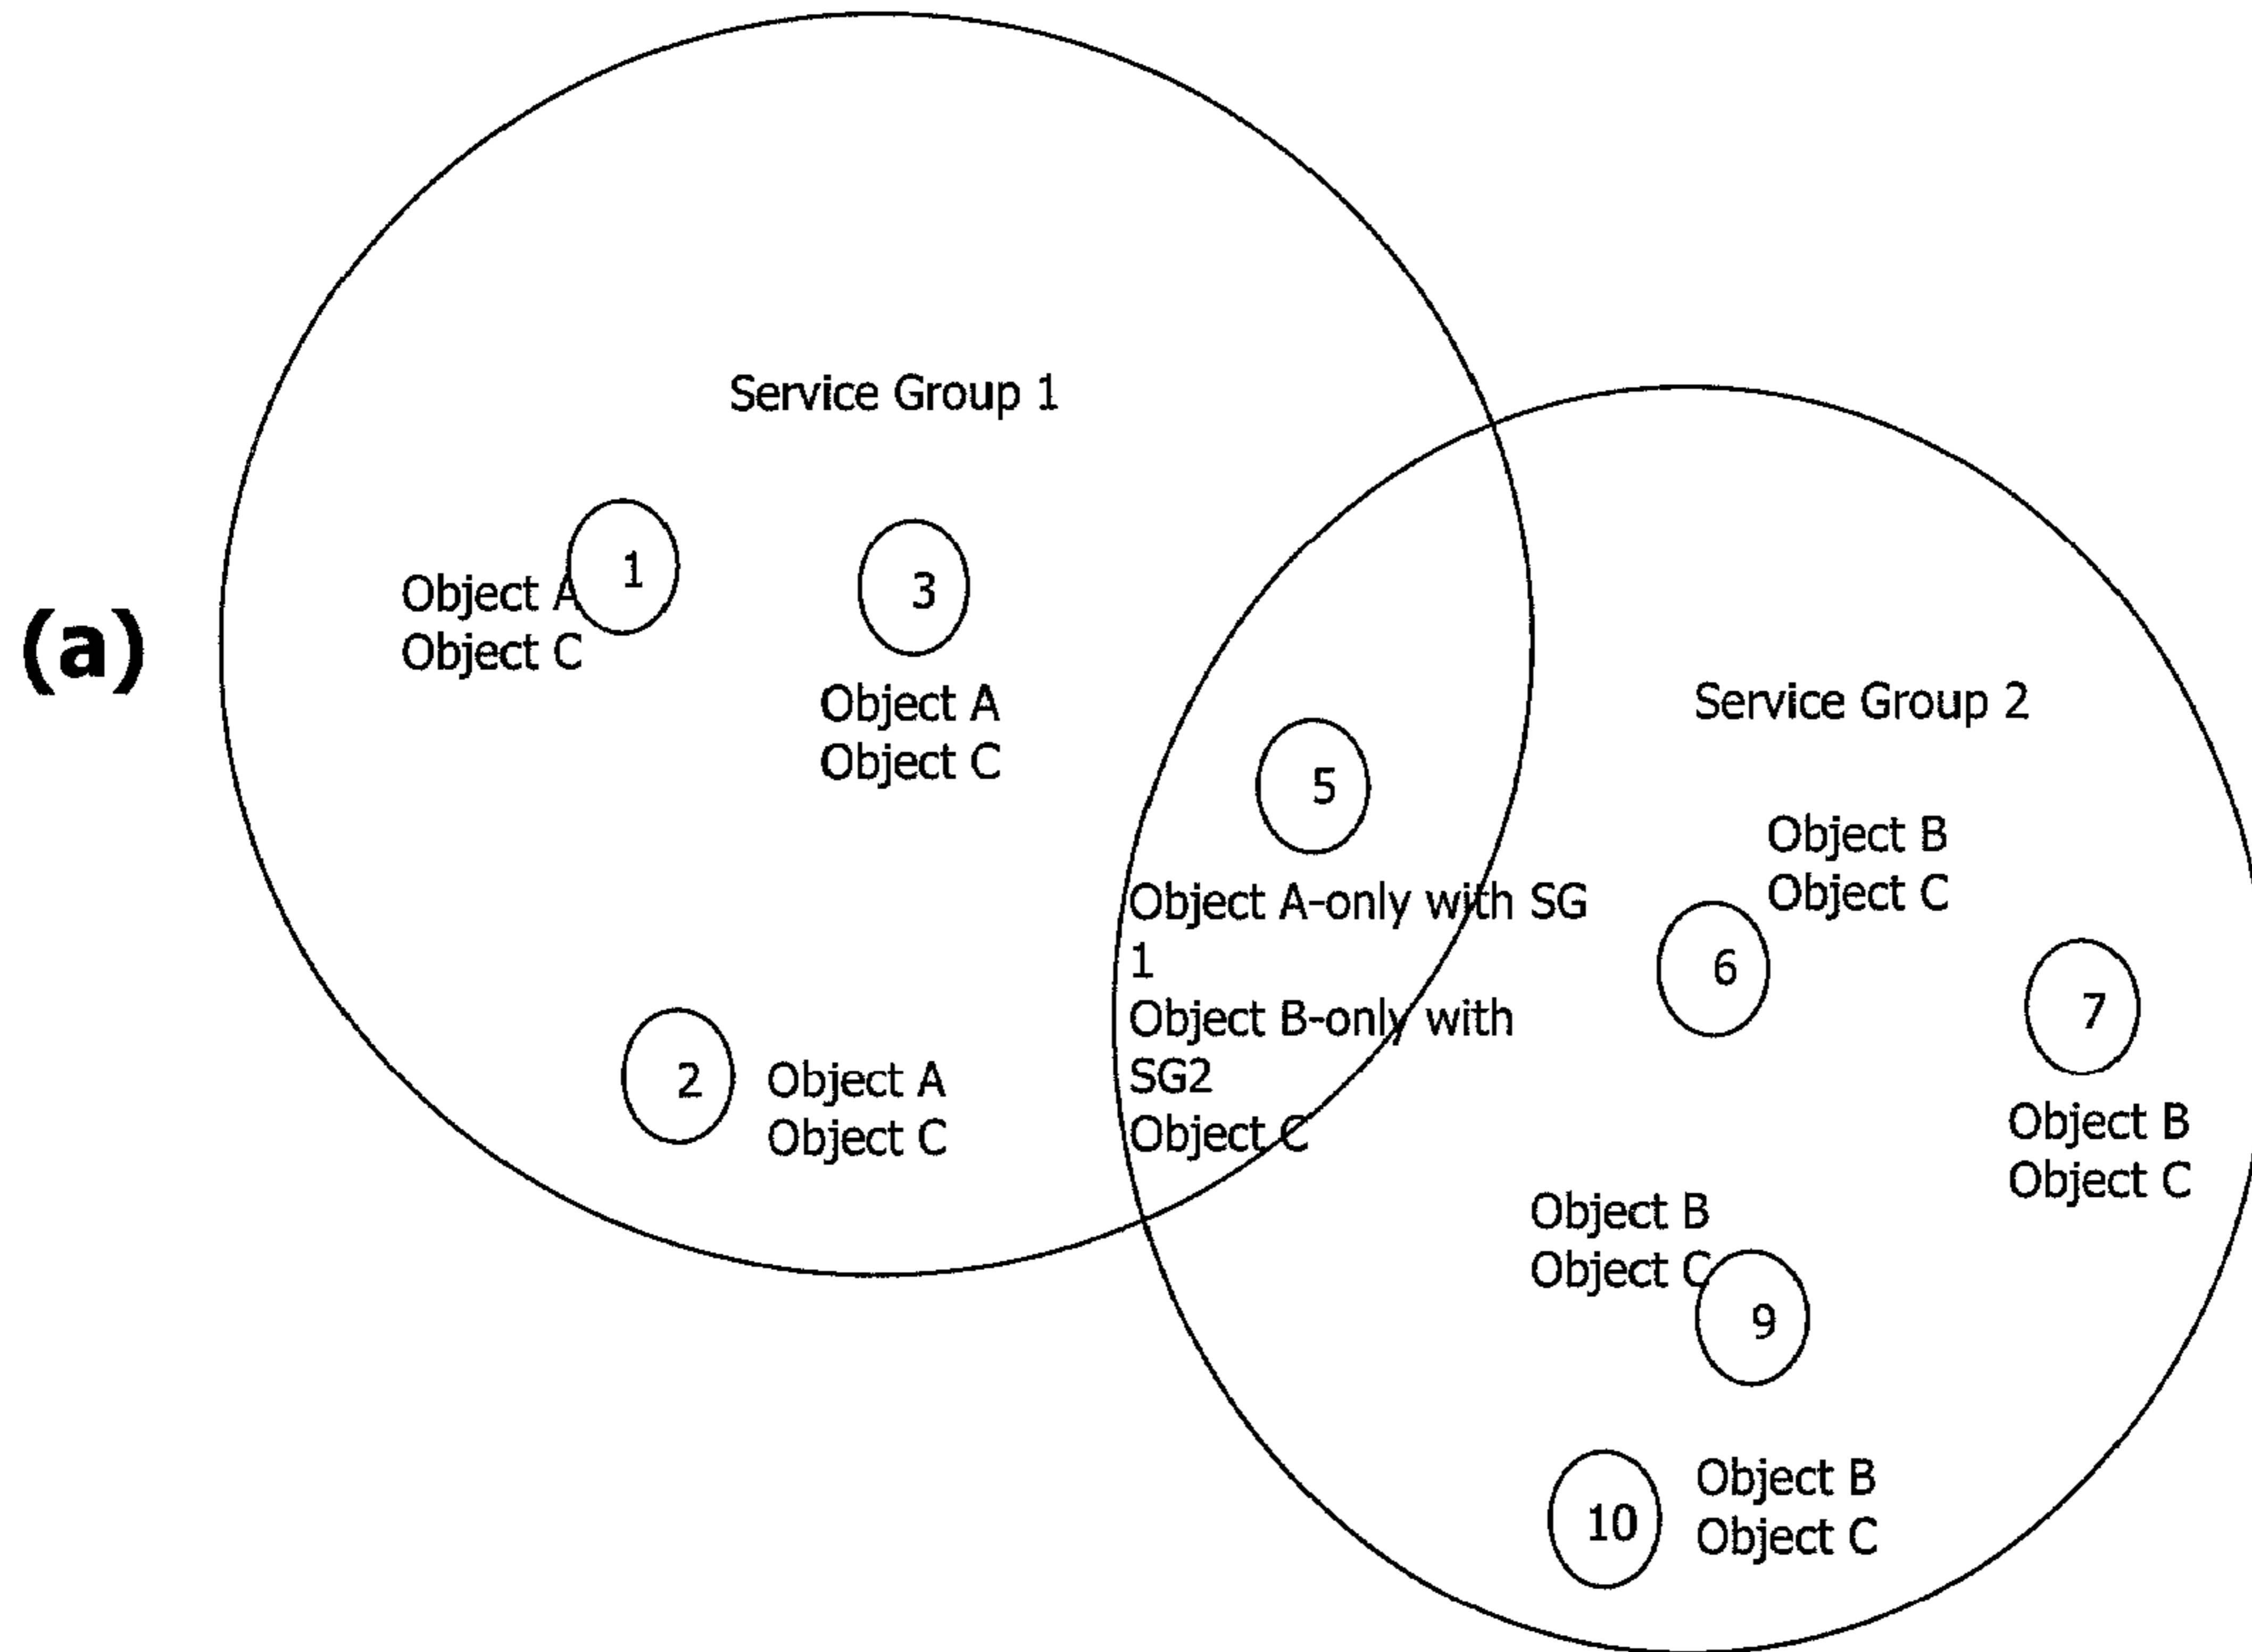 (a)
Service Group 1
1
3
Object A
Object C
Object A
Object C
Service Group 2
5
Object B
Object C
Object A-only with SG
1
Object B-only with
SG2
Object C
6
7
2
Object A
Object C
Object B
Object C
Object B
Object C
9
10
Object B
Object C